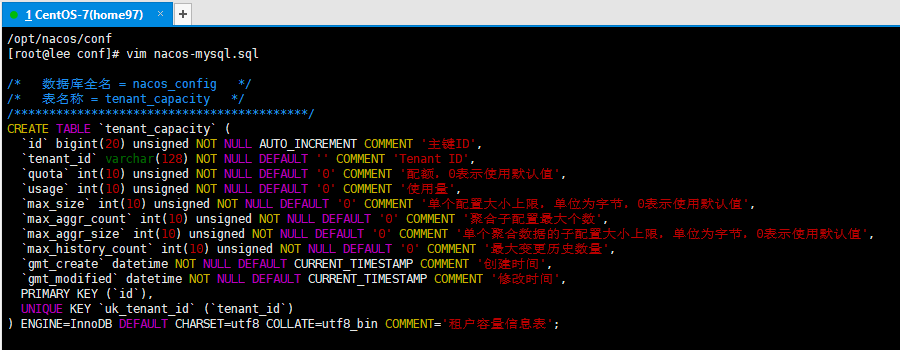 1 CentOS-7(home97) × +
/opt/nacos/conf
[root@lee conf]# vim nacos-mysql.sql
/*   数据库全名 = nacos_config   */
/*   表名称 = tenant_capacity   */
/******************************************/
CREATE TABLE `tenant_capacity` (
  `id` bigint(20) unsigned NOT NULL AUTO_INCREMENT COMMENT '主键ID',
  `tenant_id` varchar(128) NOT NULL DEFAULT '' COMMENT 'Tenant ID',
  `quota` int(10) unsigned NOT NULL DEFAULT '0' COMMENT '配额，0表示使用默认值',
  `usage` int(10) unsigned NOT NULL DEFAULT '0' COMMENT '使用量',
  `max_size` int(10) unsigned NOT NULL DEFAULT '0' COMMENT '单个配置大小上限，单位为字节，0表示使用默认值',
  `max_aggr_count` int(10) unsigned NOT NULL DEFAULT '0' COMMENT '聚合子配置最大个数',
  `max_aggr_size` int(10) unsigned NOT NULL DEFAULT '0' COMMENT '单个聚合数据的子配置大小上限，单位为字节，0表示使用默认值',
  `max_history_count` int(10) unsigned NOT NULL DEFAULT '0' COMMENT '最大变更历史数量',
  `gmt_create` datetime NOT NULL DEFAULT CURRENT_TIMESTAMP COMMENT '创建时间',
  `gmt_modified` datetime NOT NULL DEFAULT CURRENT_TIMESTAMP COMMENT '修改时间',
  PRIMARY KEY (`id`),
  UNIQUE KEY `uk_tenant_id` (`tenant_id`)
) ENGINE=InnoDB DEFAULT CHARSET=utf8 COLLATE=utf8_bin COMMENT='租户容量信息表';